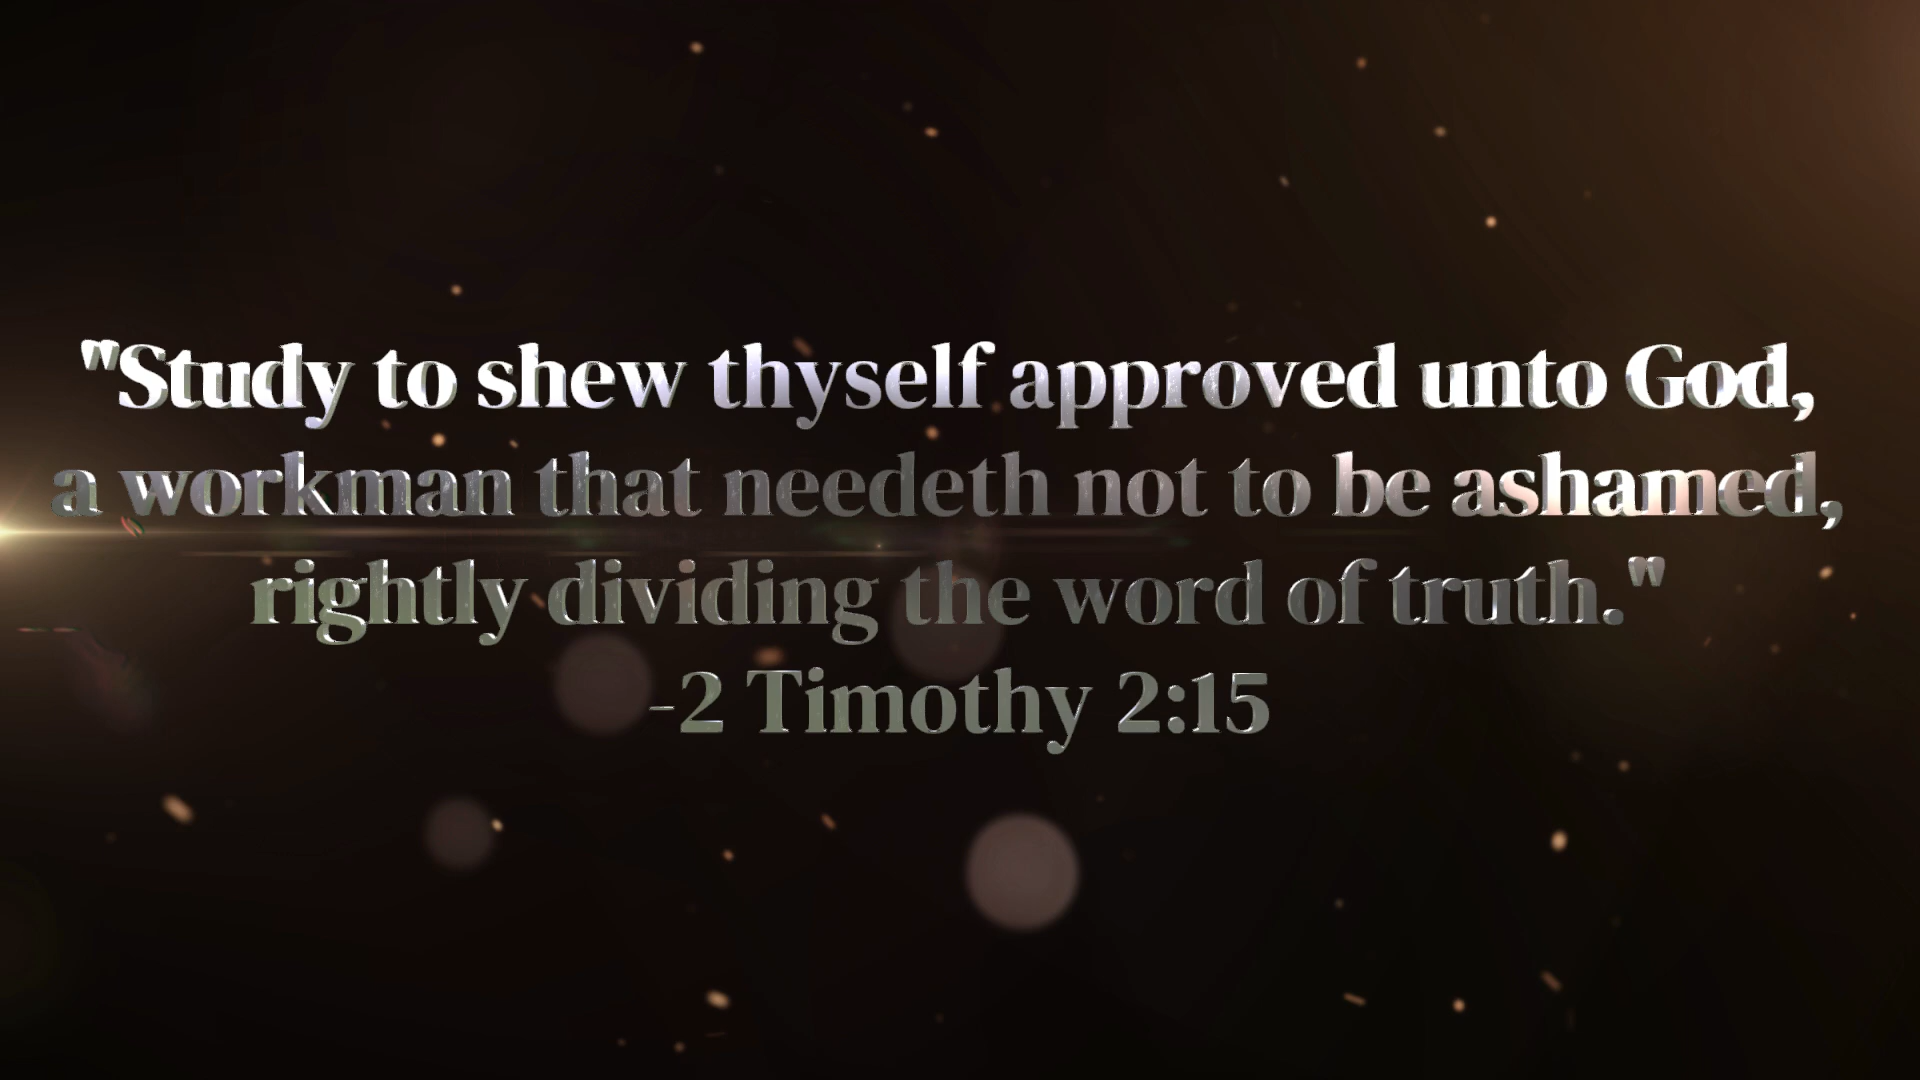 "Study to shew thyself approved unto God,
a workman that needeth not to be ashamed,
rightly dividing the word of truth."
-2 Timothy 2:15